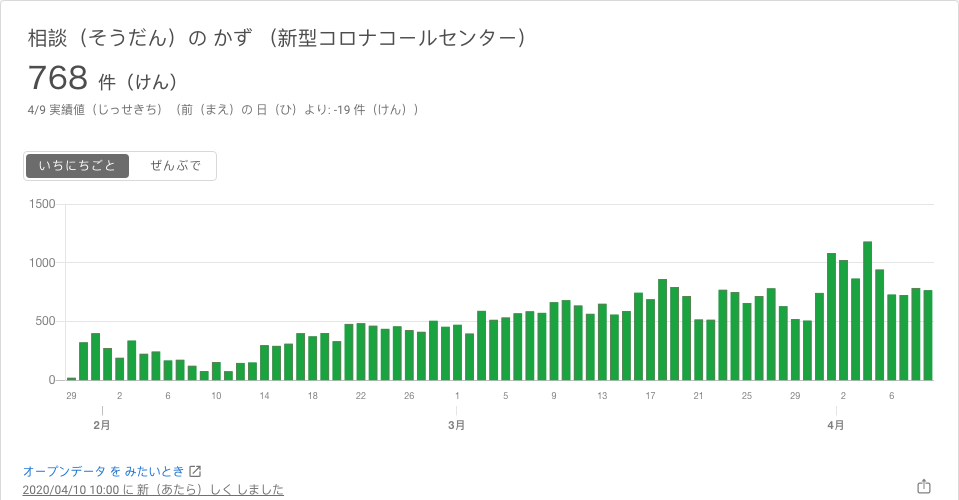 相談（そうだん）の かず （新型コロナコールセンター）
768 件（けん）
4/9 実績値（じっせきち）（前（まえ）の 日（ひ）より: -19 件（けん））
いちにちごと ぜんぶで
1500
1000
500
0
29 2 6 10 14 18 22 26 1 5 9 13 17 21 25 29 2 6
2月 3月 4月
オープンデータ を みたいとき
2020/04/10 10:00 に 新（あたら）しく しました